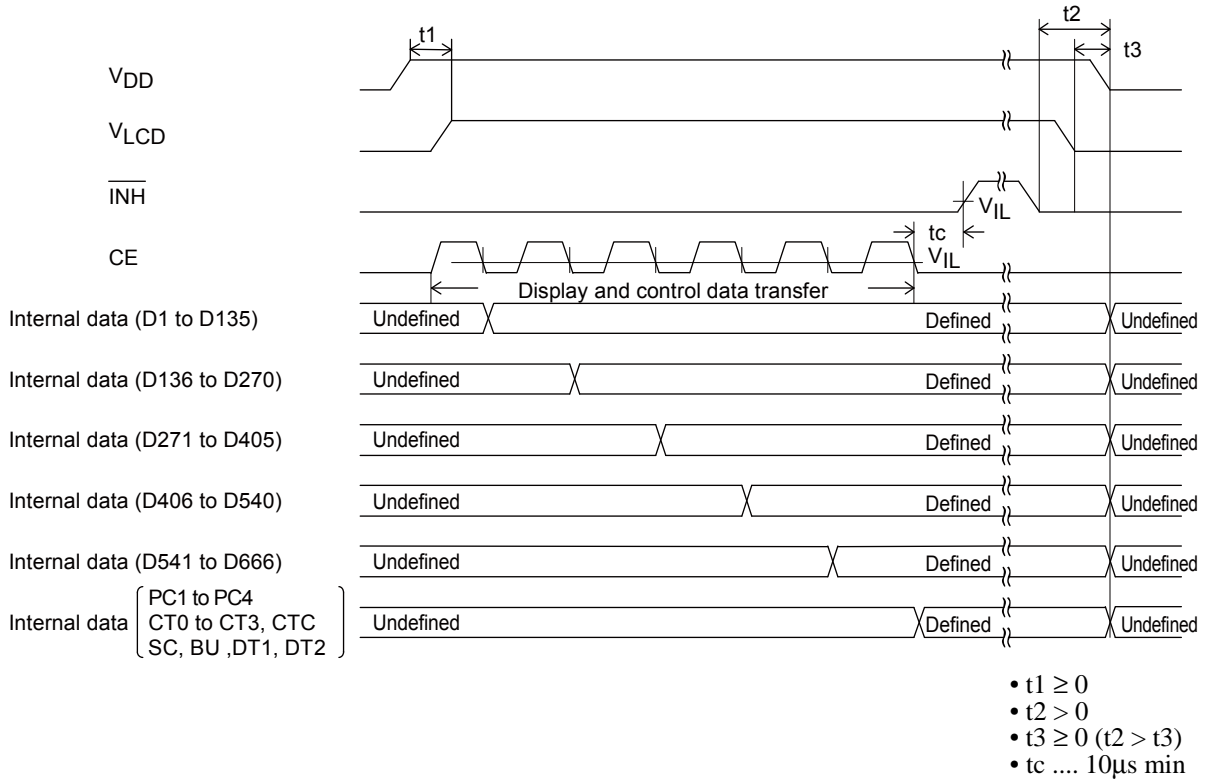 t2
t1
t3
VDD
VLCD
INH
VIL
tc
CE
VIL
Display and control data transfer
Internal data (D1 to D135) Undefined Defined Undefined
Internal data (D136 to D270) Undefined Defined Undefined
Internal data (D271 to D405) Undefined Defined Undefined
Internal data (D406 to D540) Undefined Defined Undefined
Internal data (D541 to D666) Undefined Defined Undefined
PC1 to PC4
Internal data CT0 to CT3, CTC Undefined Defined Undefined
SC, BU ,DT1, DT2
• t1 ≥ 0
• t2 > 0
• t3 ≥ 0 (t2 > t3)
• tc .... 10μs min